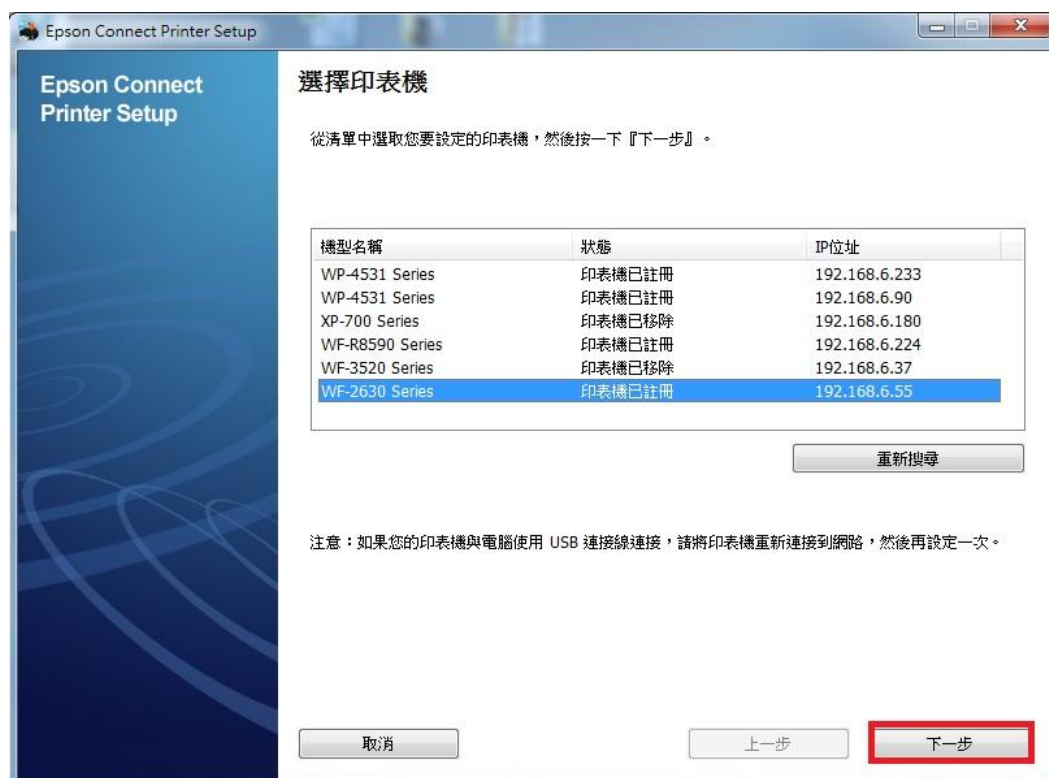 Epson Connect Printer Setup
Epson Connect
Printer Setup
選擇印表機
從清單中選取您要設定的印表機，然後按一下『下一步』。
機型名稱 狀態 IP位址
WP-4531 Series 印表機已註冊 192.168.6.233
WP-4531 Series 印表機已註冊 192.168.6.90
XP-700 Series 印表機已移除 192.168.6.180
WF-R8590 Series 印表機已註冊 192.168.6.224
WF-3520 Series 印表機已移除 192.168.6.37
WF-2630 Series 印表機已註冊 192.168.6.55
重新搜尋
注意：如果您的印表機與電腦使用 USB 連接線連接，請將印表機重新連接到網路，然後再設定一次。
取消 上一步 下一步